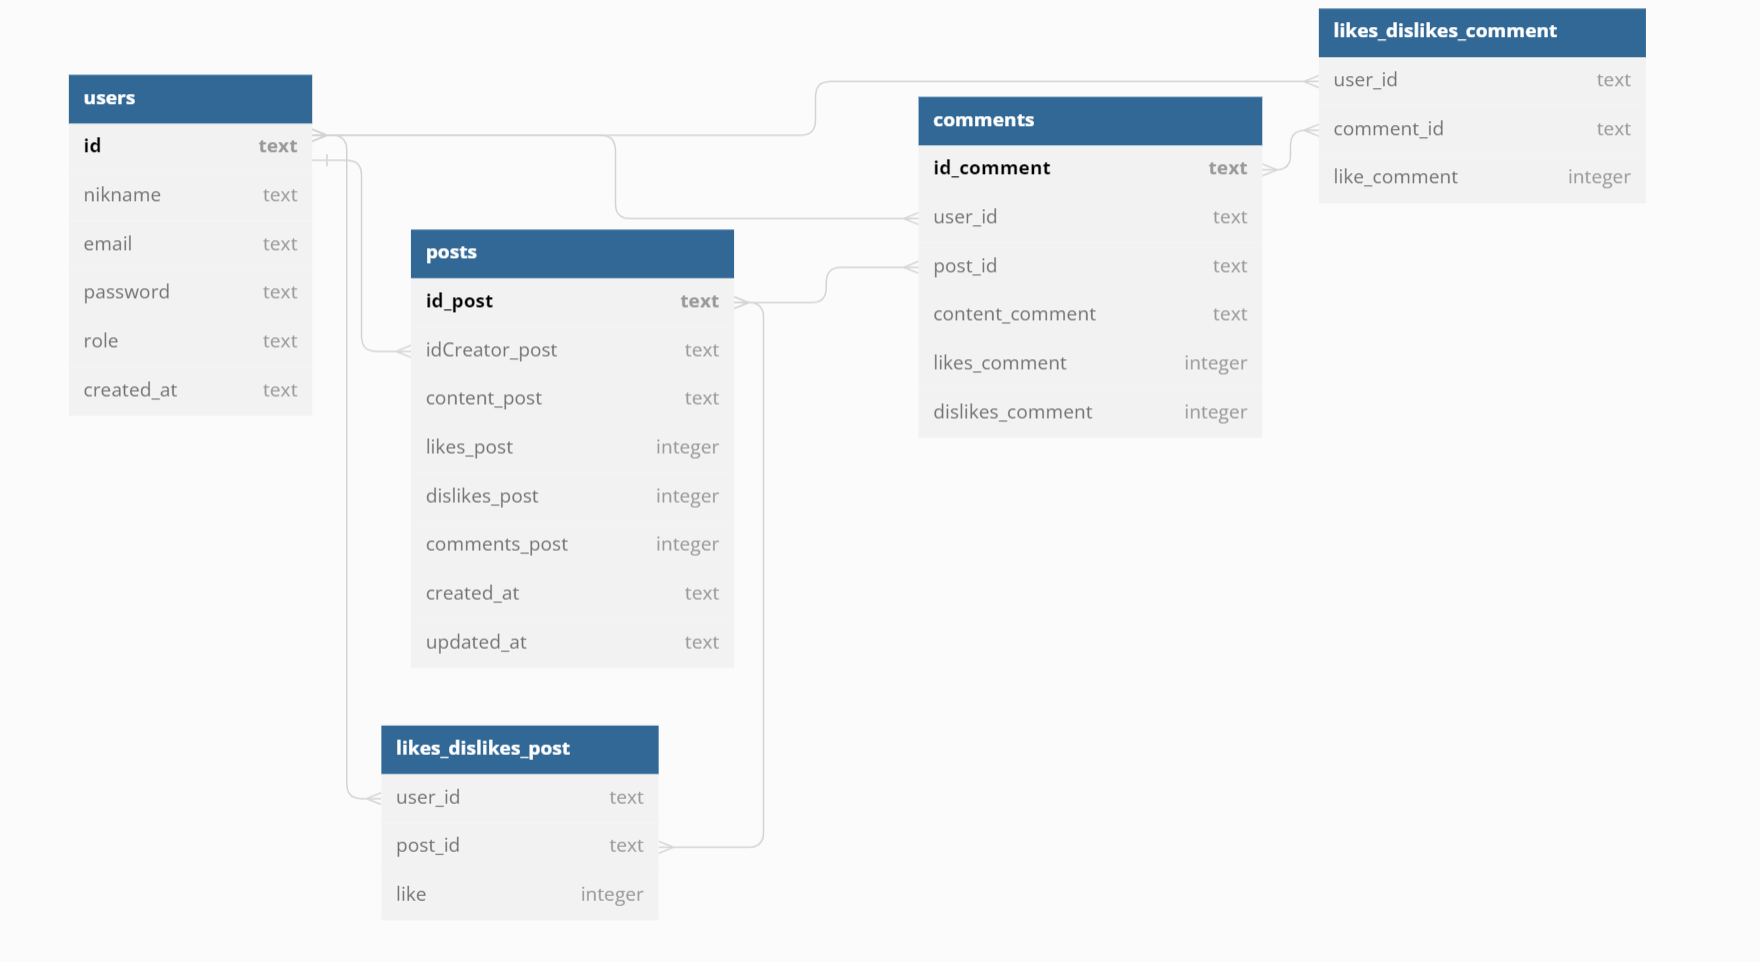 users
id text
nikname text
email text
password text
role text
created_at text
posts
id_post text
idCreator_post text
content_post text
likes_post integer
dislikes_post integer
comments_post integer
created_at text
updated_at text
likes_dislikes_post
user_id text
post_id text
like integer
comments
id_comment text
user_id text
post_id text
content_comment text
likes_comment integer
dislikes_comment integer
likes_dislikes_comment
user_id text
comment_id text
like_comment integer